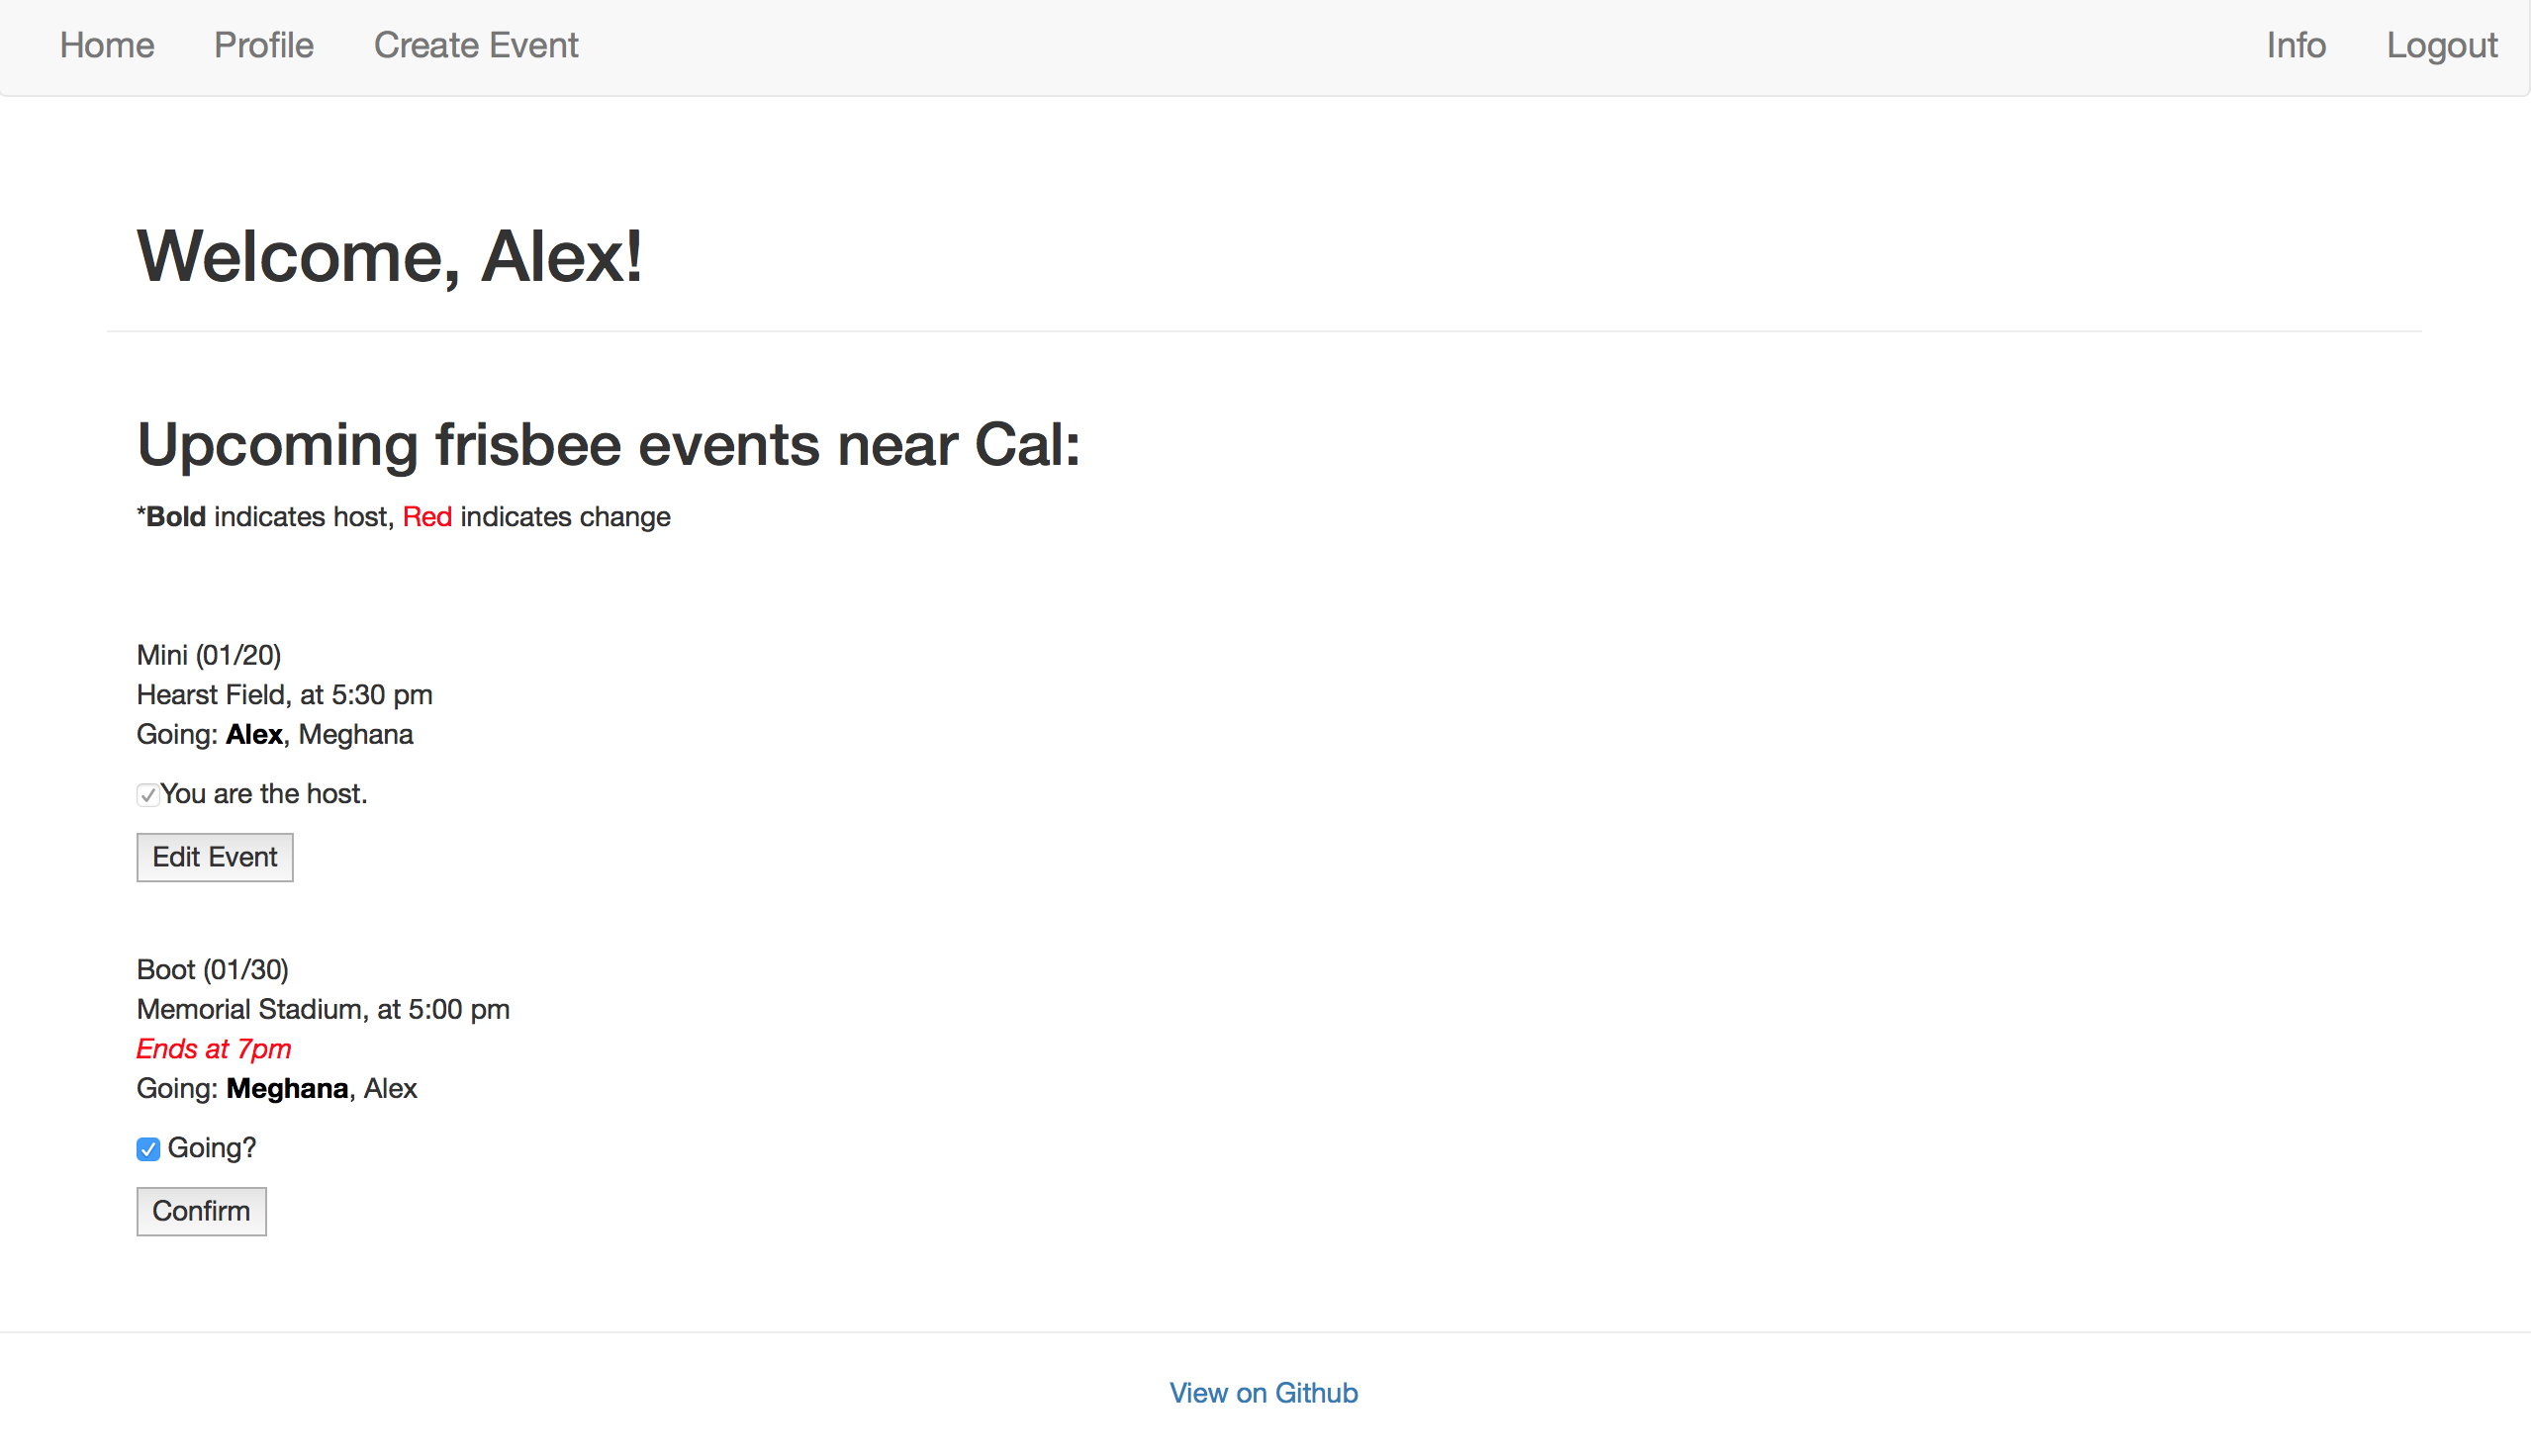 Home Profile Create Event Info Logout
Welcome, Alex!
Upcoming frisbee events near Cal:
*Bold indicates host, Red indicates change
Mini (01/20)
Hearst Field, at 5:30 pm
Going: Alex, Meghana
You are the host.
Edit Event
Boot (01/30)
Memorial Stadium, at 5:00 pm
Ends at 7pm
Going: Meghana, Alex
Going?
Confirm
View on Github